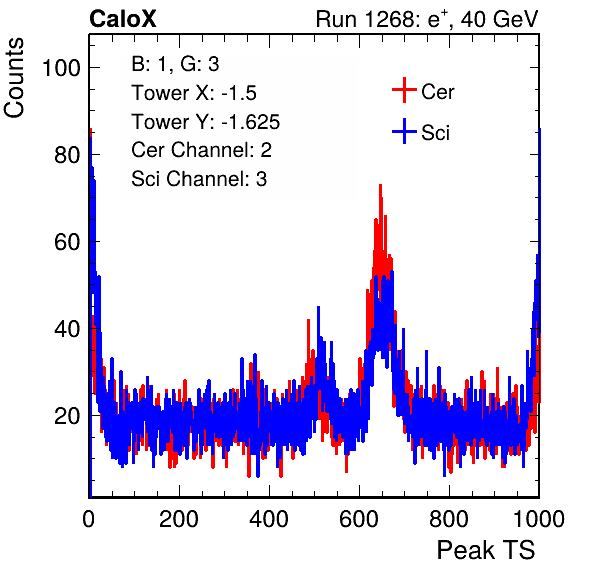 CaloX
Run 1268: e+, 40 GeV
Counts
B: 1, G: 3
Tower X: -1.5
Tower Y: -1.625
Cer Channel: 2
Sci Channel: 3
Cer
Sci
100
80
60
40
20
0 200 400 600 800 1000
Peak TS